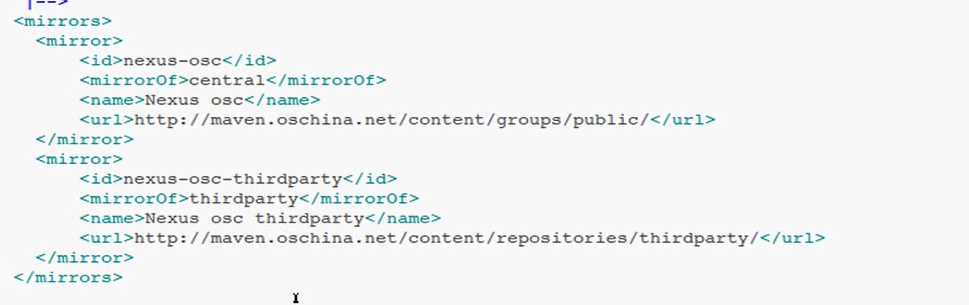 |-->
<mirrors>
<mirror>
<id>nexus-osc</id>
<mirrorOf>central</mirrorOf>
<name>Nexus osc</name>
<url>http://maven.oschina.net/content/groups/public/</url>
</mirror>
<mirror>
<id>nexus-osc-thirdparty</id>
<mirrorOf>thirdparty</mirrorOf>
<name>Nexus osc thirdparty</name>
<url>http://maven.oschina.net/content/repositories/thirdparty/</url>
</mirror>
</mirrors>